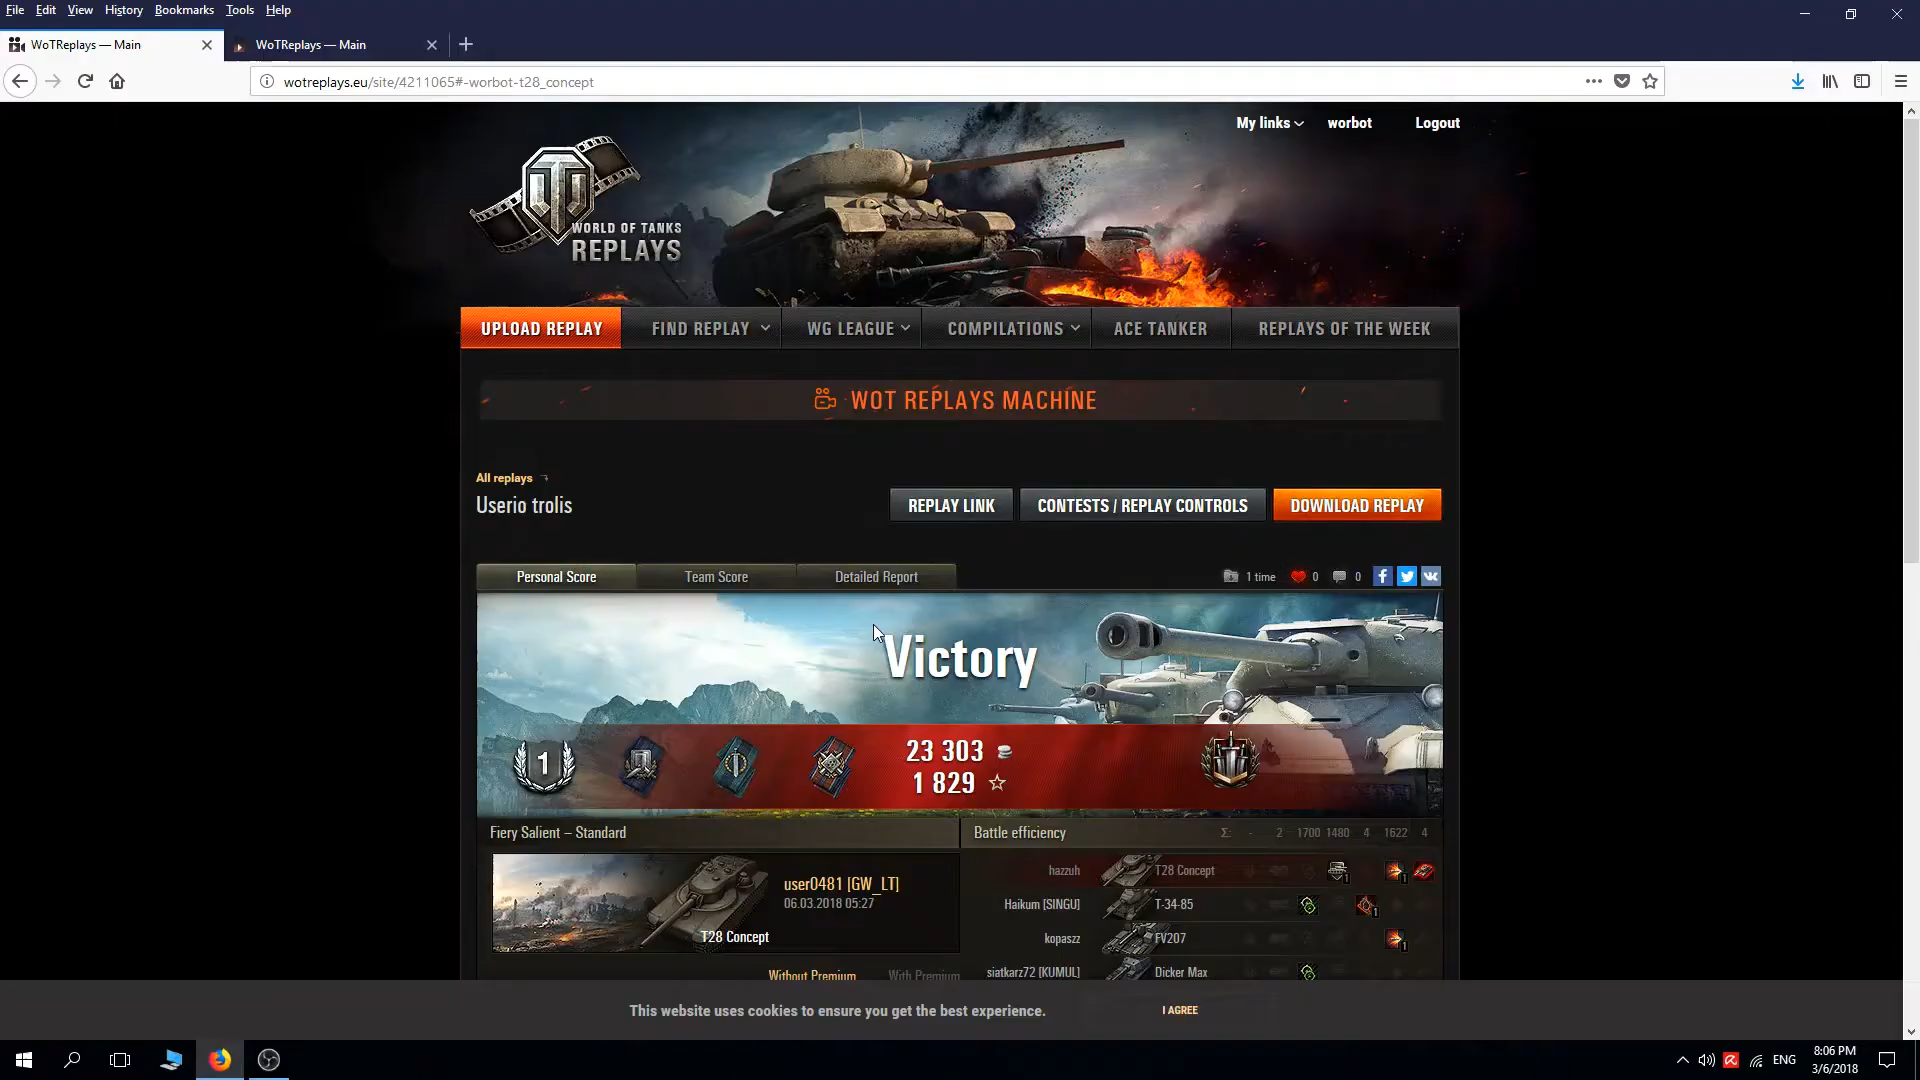 File Edit View History Bookmarks Tools Help
WoTReplays — Main
WoTReplays — Main
wotreplays.eu/site/4211065#-worbot-t28_concept
My links worbot Logout
WORLD OF TANKS
REPLAYS
UPLOAD REPLAY FIND REPLAY WG LEAGUE COMPILATIONS ACE TANKER REPLAYS OF THE WEEK
WOT REPLAYS MACHINE
All replays
Userio trolis
REPLAY LINK CONTESTS / REPLAY CONTROLS DOWNLOAD REPLAY
Personal Score Team Score Detailed Report 1 time 0 0
Victory
1
23 303
1 829
Fiery Salient – Standard
Battle efficiency Σ: - 2 1700 1480 4 1622 4
user0481 [GW_LT]
06.03.2018 05:27
T28 Concept
hazzuh T28 Concept 1 1
Haikum [SINGU] T-34-85 1
kopaszz FV207 1
siatkarz72 [KUMUL] Dicker Max
Without Premium With Premium
This website uses cookies to ensure you get the best experience. I AGREE
ENG
8:06 PM
3/6/2018